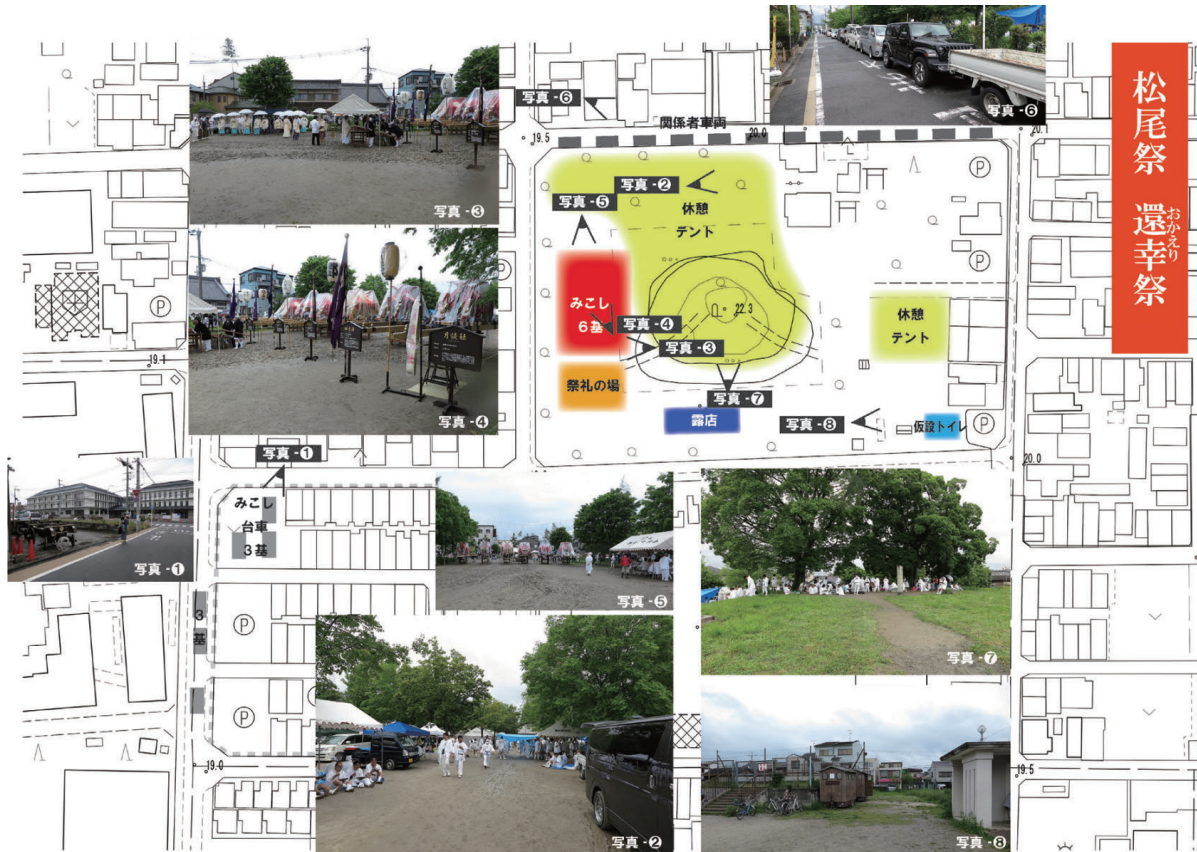 松尾祭 還幸祭
おかえり
写真-❸
写真-❹
写真-❶
写真-❺
写真-❷
写真-❻
写真-❼
写真-❽
写真-❻
関係者車両
19.5
20.0
20.1
写真-❷
写真-❺
休憩
テント
みこし
6基
22.3
写真-❹
写真-❸
休憩
テント
祭礼の場
写真-❼
露店
写真-❽
仮設トイレ
19.1
20.0
写真-❶
みこし
台車
3基
3
基
19.0
19.5
P
P
P
P
P
P
月読社